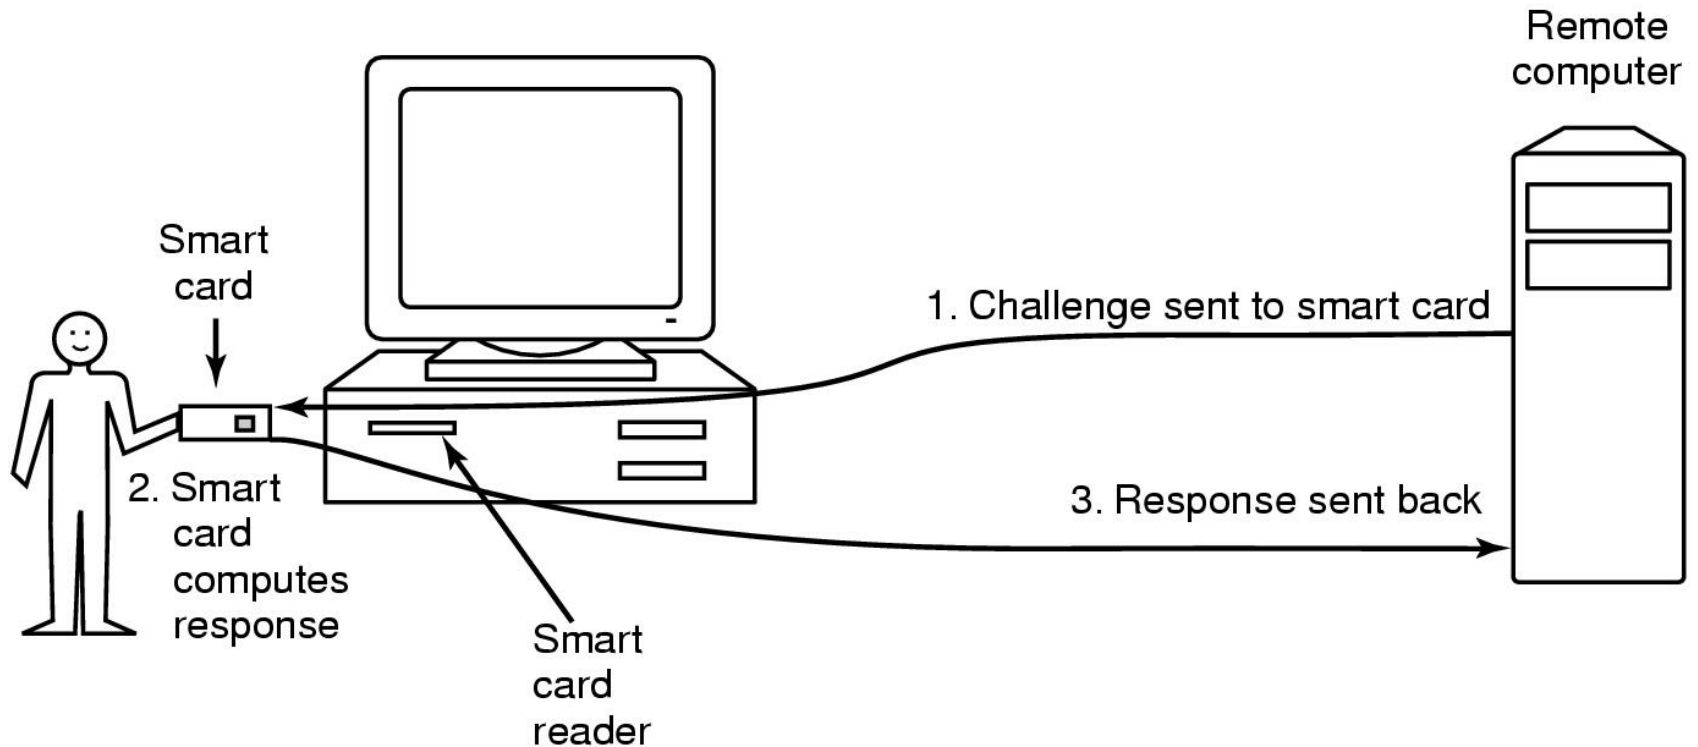 Remote
computer
Smart
card
1. Challenge sent to smart card
2. Smart
card
computes
response
3. Response sent back
Smart
card
reader